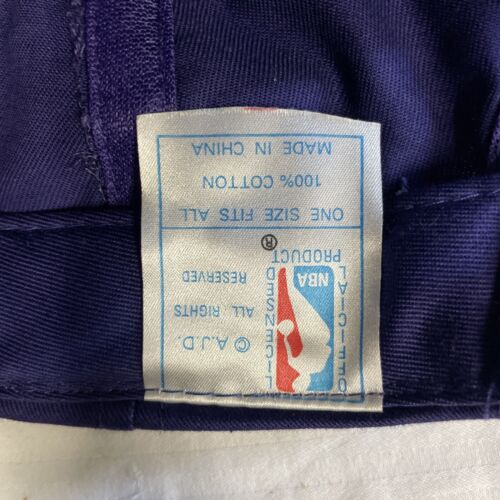 OFFICIAL
LICENSED
NBA
PRODUCT ®
© A.J.D.
ALL RIGHTS
RESERVED
ONE SIZE FITS ALL
100% COTTON
MADE IN CHINA